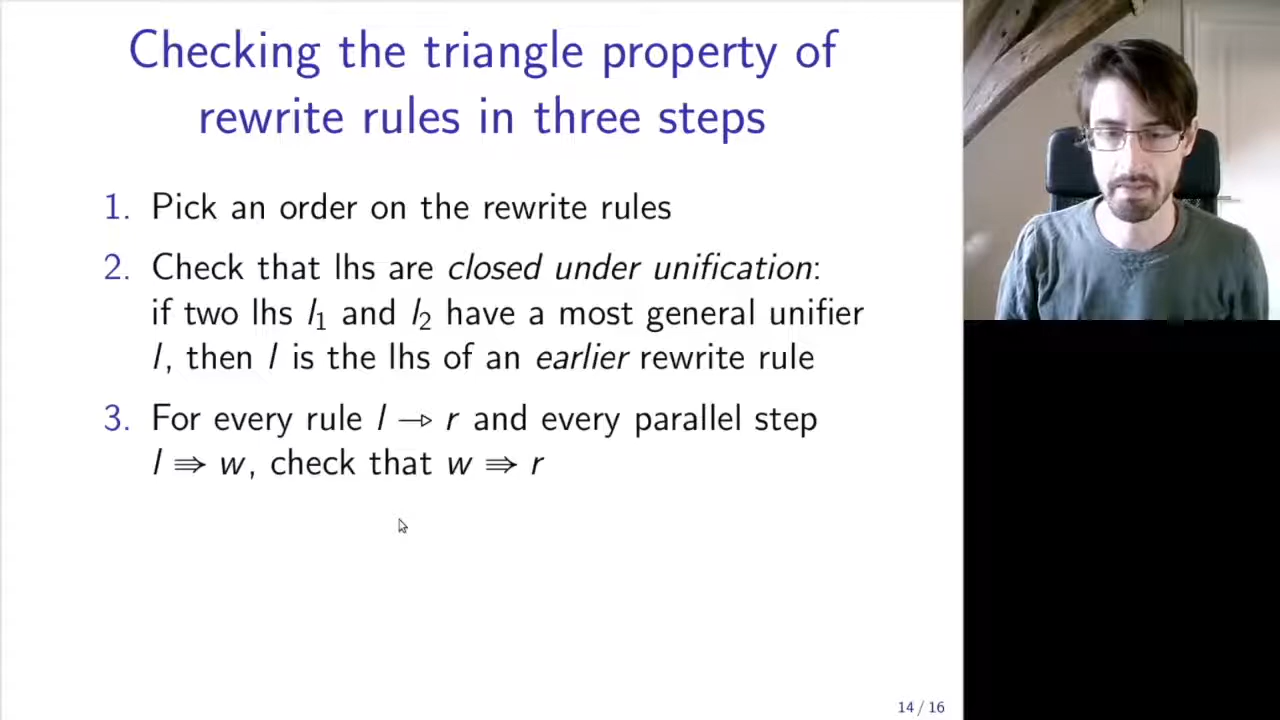 Checking the triangle property of
rewrite rules in three steps
1. Pick an order on the rewrite rules
2. Check that lhs are closed under unification:
if two lhs l₁ and l₂ have a most general unifier
l, then l is the lhs of an earlier rewrite rule
3. For every rule l ⇾ r and every parallel step
l ⇛ w, check that w ⇛ r
14 / 16